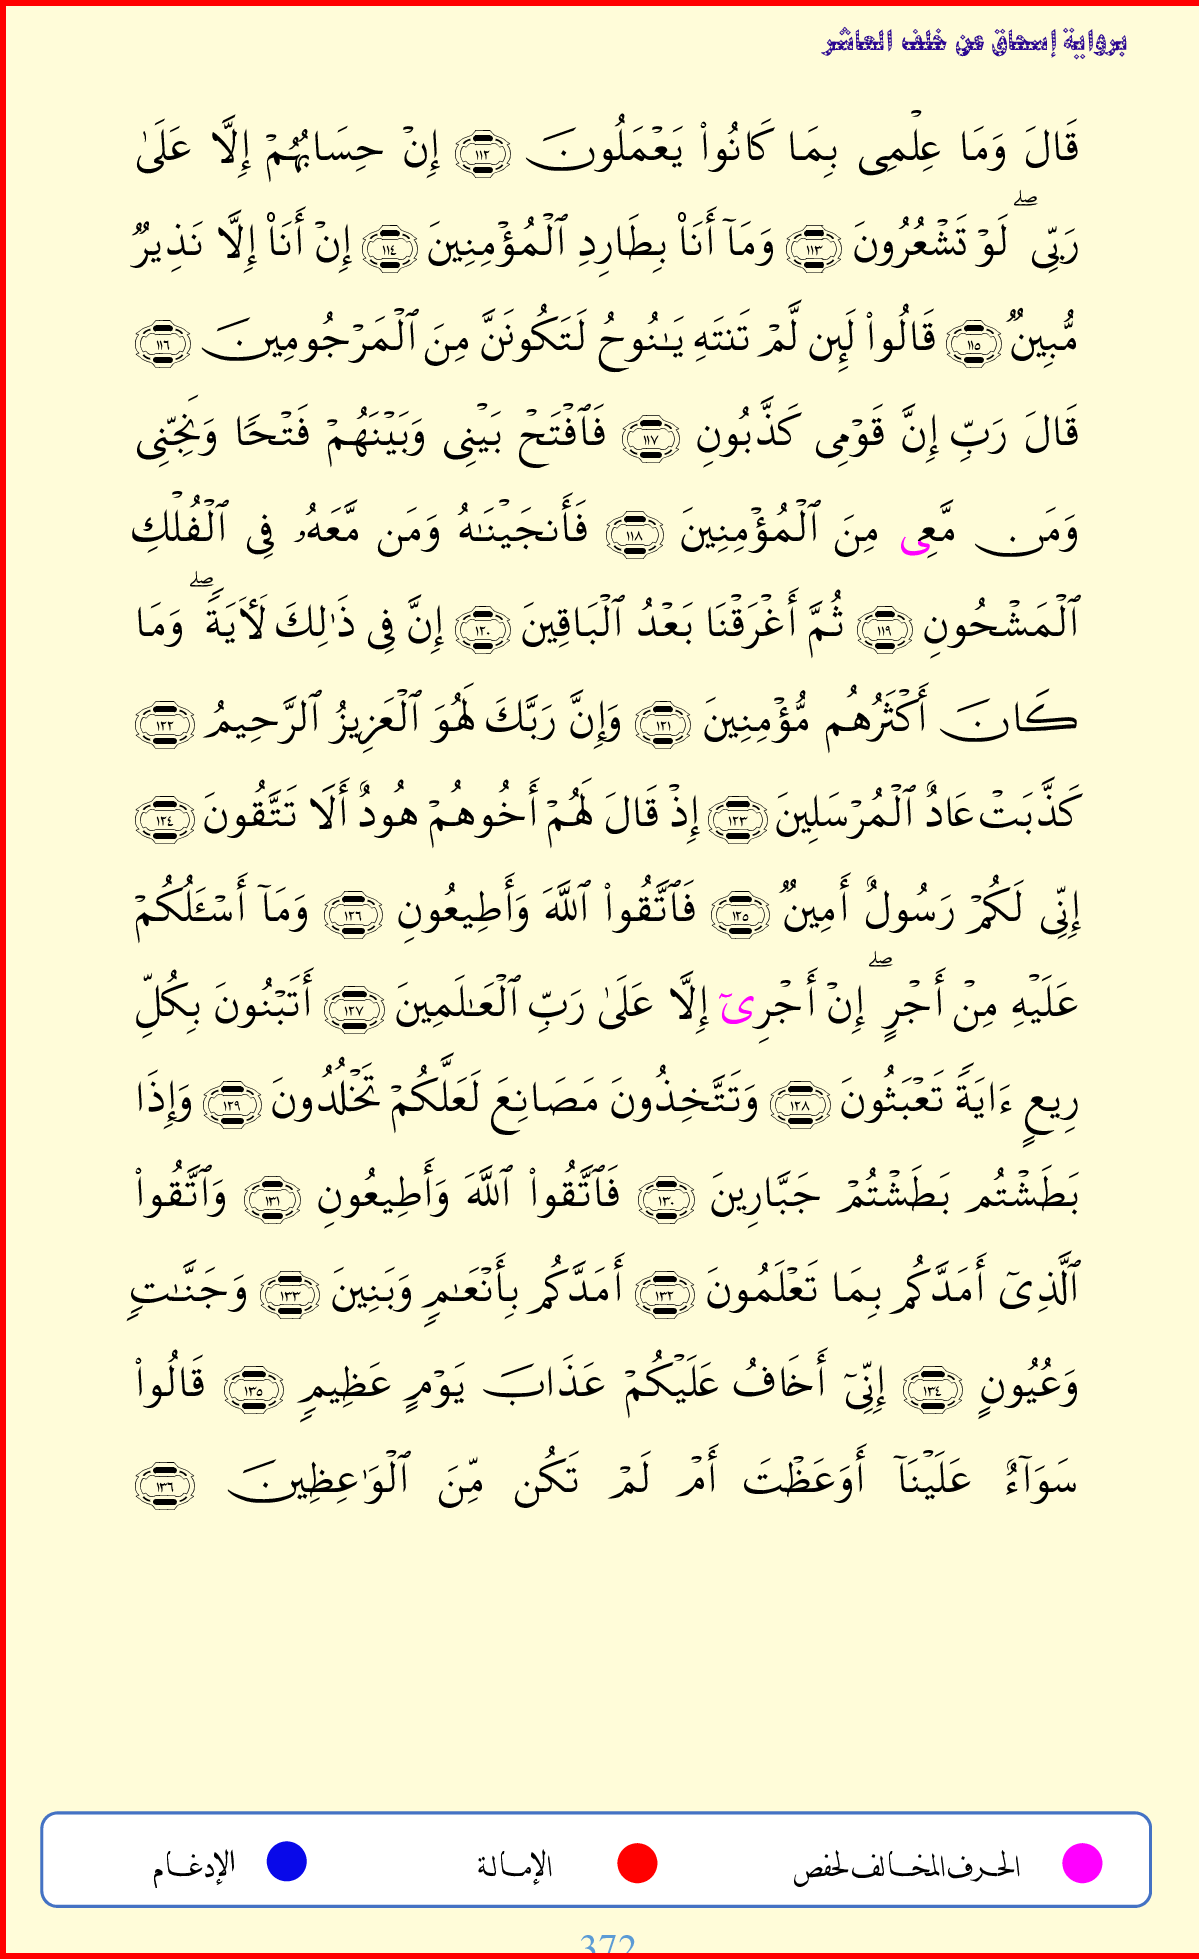 برواية إسحاق عن خلف العاشر
قَالَ وَمَا عِلۡمِى بِمَا كَانُوا۟ يَعۡمَلُونَ ١١٢ إِنۡ حِسَابُهُمۡ إِلَّا عَلَىٰ
رَبِّىۖ لَوۡ تَشۡعُرُونَ ١١٣ وَمَآ أَنَا۠ بِطَارِدِ ٱلۡمُؤۡمِنِينَ ١١٤ إِنۡ أَنَا۠ إِلَّا نَذِيرٌ
مُّبِينٌ ١١٥ قَالُوا۟ لَئِن لَّمۡ تَنتَهِ يَـٰنُوحُ لَتَكُونَنَّ مِنَ ٱلۡمَرۡجُومِينَ ١١٦
قَالَ رَبِّ إِنَّ قَوۡمِى كَذَّبُونِ ١١٧ فَٱفۡتَحۡ بَيۡنِى وَبَيۡنَهُمۡ فَتۡحًا وَنَجِّنِى
وَمَن مَّعِى مِنَ ٱلۡمُؤۡمِنِينَ ١١٨ فَأَنجَيۡنَـٰهُ وَمَن مَّعَهُۥ فِى ٱلۡفُلۡكِ
ٱلۡمَشۡحُونِ ١١٩ ثُمَّ أَغۡرَقۡنَا بَعۡدُ ٱلۡبَاقِينَ ١٢٠ إِنَّ فِى ذَٰلِكَ لَـَٔايَةًۖ وَمَا
كَانَ أَكۡثَرُهُم مُّؤۡمِنِينَ ١٢١ وَإِنَّ رَبَّكَ لَهُوَ ٱلۡعَزِيزُ ٱلرَّحِيمُ ١٢٢
كَذَّبَتۡ عَادٌ ٱلۡمُرۡسَلِينَ ١٢٣ إِذۡ قَالَ لَهُمۡ أَخُوهُمۡ هُودٌ أَلَا تَتَّقُونَ ١٢٤
إِنِّى لَكُمۡ رَسُولٌ أَمِينٌ ١٢٥ فَٱتَّقُوا۟ ٱللَّهَ وَأَطِيعُونِ ١٢٦ وَمَآ أَسۡـَٔلُكُمۡ
عَلَيۡهِ مِنۡ أَجۡرٍۖ إِنۡ أَجۡرِىٓ إِلَّا عَلَىٰ رَبِّ ٱلۡعَـٰلَمِينَ ١٢٧ أَتَبۡنُونَ بِكُلِّ
رِيعٍ ءَايَةً تَعۡبَثُونَ ١٢٨ وَتَتَّخِذُونَ مَصَانِعَ لَعَلَّكُمۡ تَخۡلُدُونَ ١٢٩ وَإِذَا
بَطَشۡتُم بَطَشۡتُمۡ جَبَّارِينَ ١٣٠ فَٱتَّقُوا۟ ٱللَّهَ وَأَطِيعُونِ ١٣١ وَٱتَّقُوا۟
ٱلَّذِىٓ أَمَدَّكُم بِمَا تَعۡلَمُونَ ١٣٢ أَمَدَّكُم بِأَنۡعَـٰمٍ وَبَنِينَ ١٣٣ وَجَنَّـٰتٍ
وَعُيُونٍ ١٣٤ إِنِّىٓ أَخَافُ عَلَيۡكُمۡ عَذَابَ يَوۡمٍ عَظِيمٍ ١٣٥ قَالُوا۟
سَوَآءٌ عَلَيۡنَآ أَوَعَظۡتَ أَمۡ لَمۡ تَكُن مِّنَ ٱلۡوَٰعِظِينَ ١٣٦
الحرف المخالف لحفص الإمالة الإدغام
372